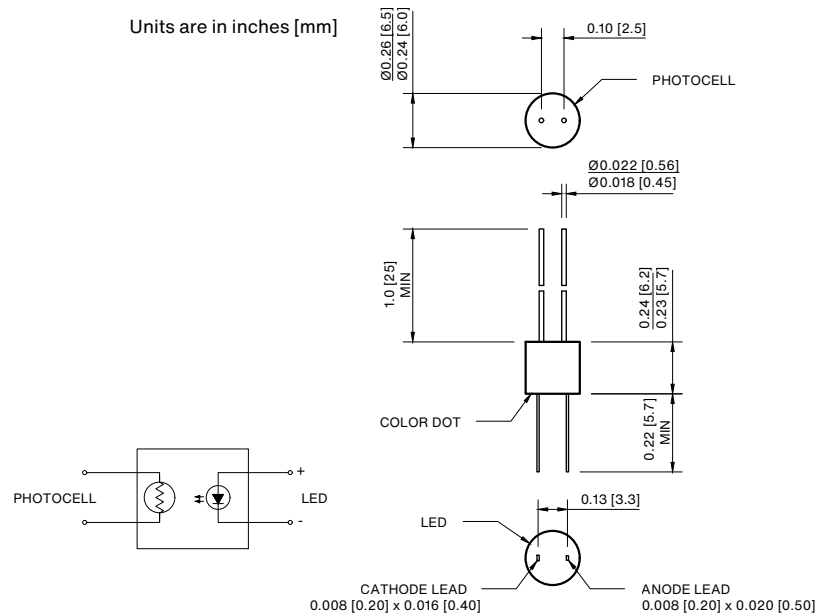 Units are in inches [mm]
Ø0.26 [6.5]
Ø0.24 [6.0]
0.10 [2.5]
PHOTOCELL
Ø0.022 [0.56]
Ø0.018 [0.45]
1.0 [25]
MIN
0.24 [6.2]
0.23 [5.7]
COLOR DOT
0.22 [5.7]
MIN
PHOTOCELL
+
LED
-
0.13 [3.3]
LED
CATHODE LEAD
0.008 [0.20] x 0.016 [0.40]
ANODE LEAD
0.008 [0.20] x 0.020 [0.50]